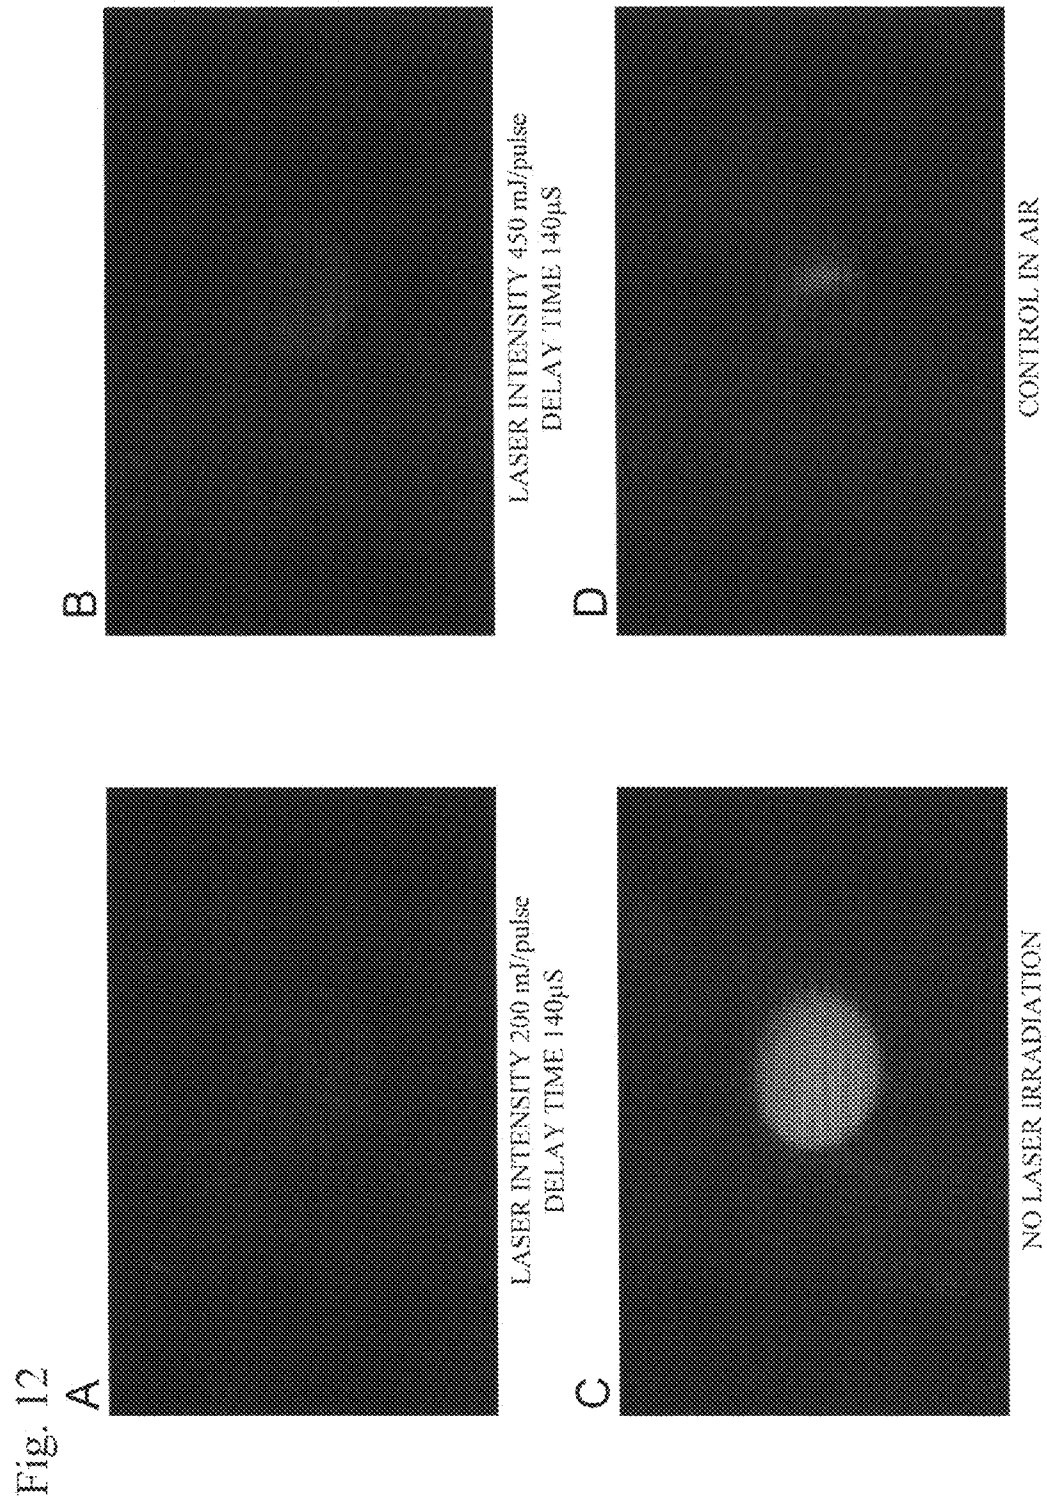 Fig. 12
A
LASER INTENSITY 200 mJ/pulse
DELAY TIME 140μS
B
LASER INTENSITY 450 mJ/pulse
DELAY TIME 140μS
C
NO LASER IRRADIATION
D
CONTROL IN AIR